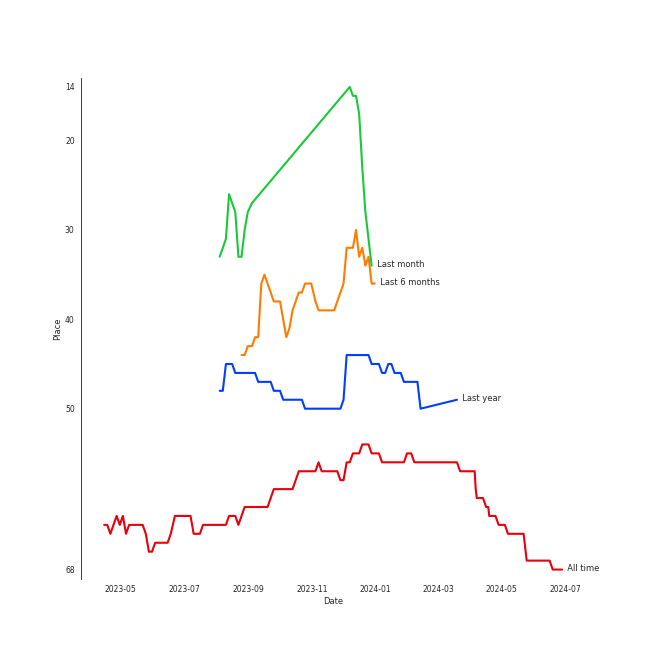 14
20
30
40
50
68
Place
Last month
Last 6 months
Last year
All time
2023-05 2023-07 2023-09 2023-11 2024-01 2024-03 2024-05 2024-07
Date